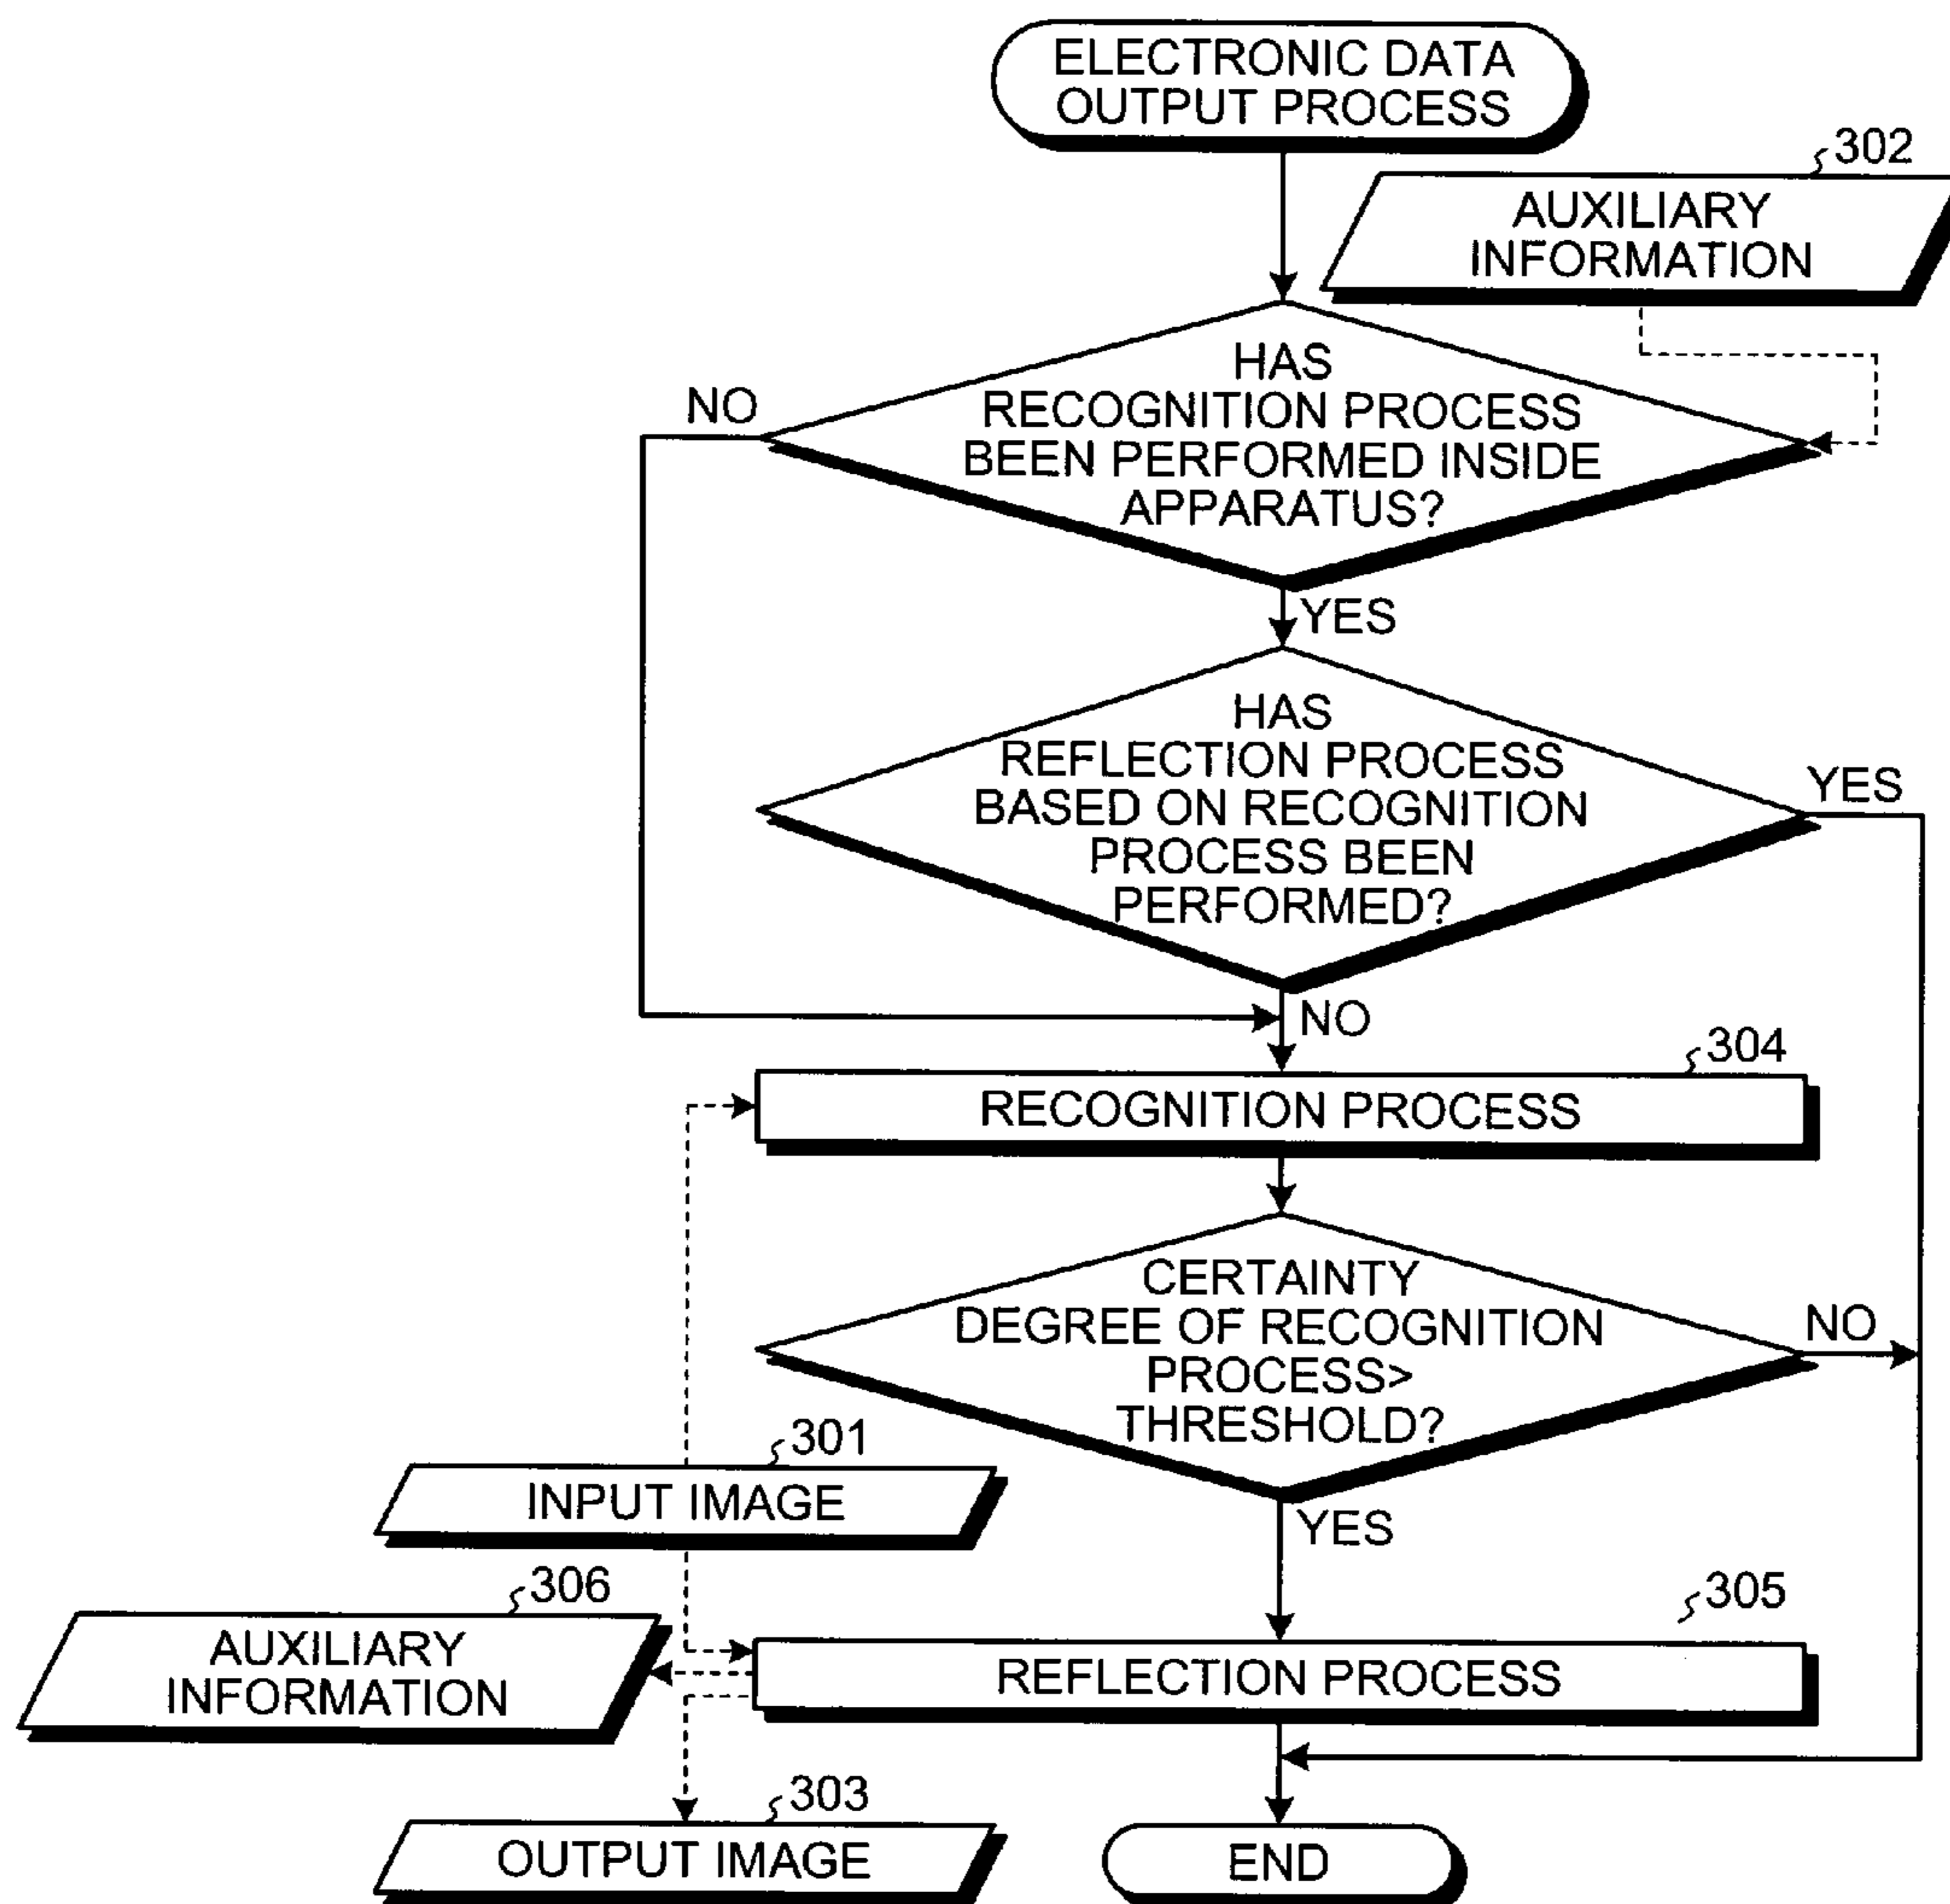 ELECTRONIC DATA
OUTPUT PROCESS
302
AUXILIARY
INFORMATION
HAS
RECOGNITION PROCESS
BEEN PERFORMED INSIDE
APPARATUS?
NO
YES
HAS
REFLECTION PROCESS
BASED ON RECOGNITION
PROCESS BEEN
PERFORMED?
YES
NO
304
RECOGNITION PROCESS
CERTAINTY
DEGREE OF RECOGNITION
PROCESS>
THRESHOLD?
NO
301
INPUT IMAGE
YES
306
AUXILIARY
INFORMATION
305
REFLECTION PROCESS
303
OUTPUT IMAGE
END